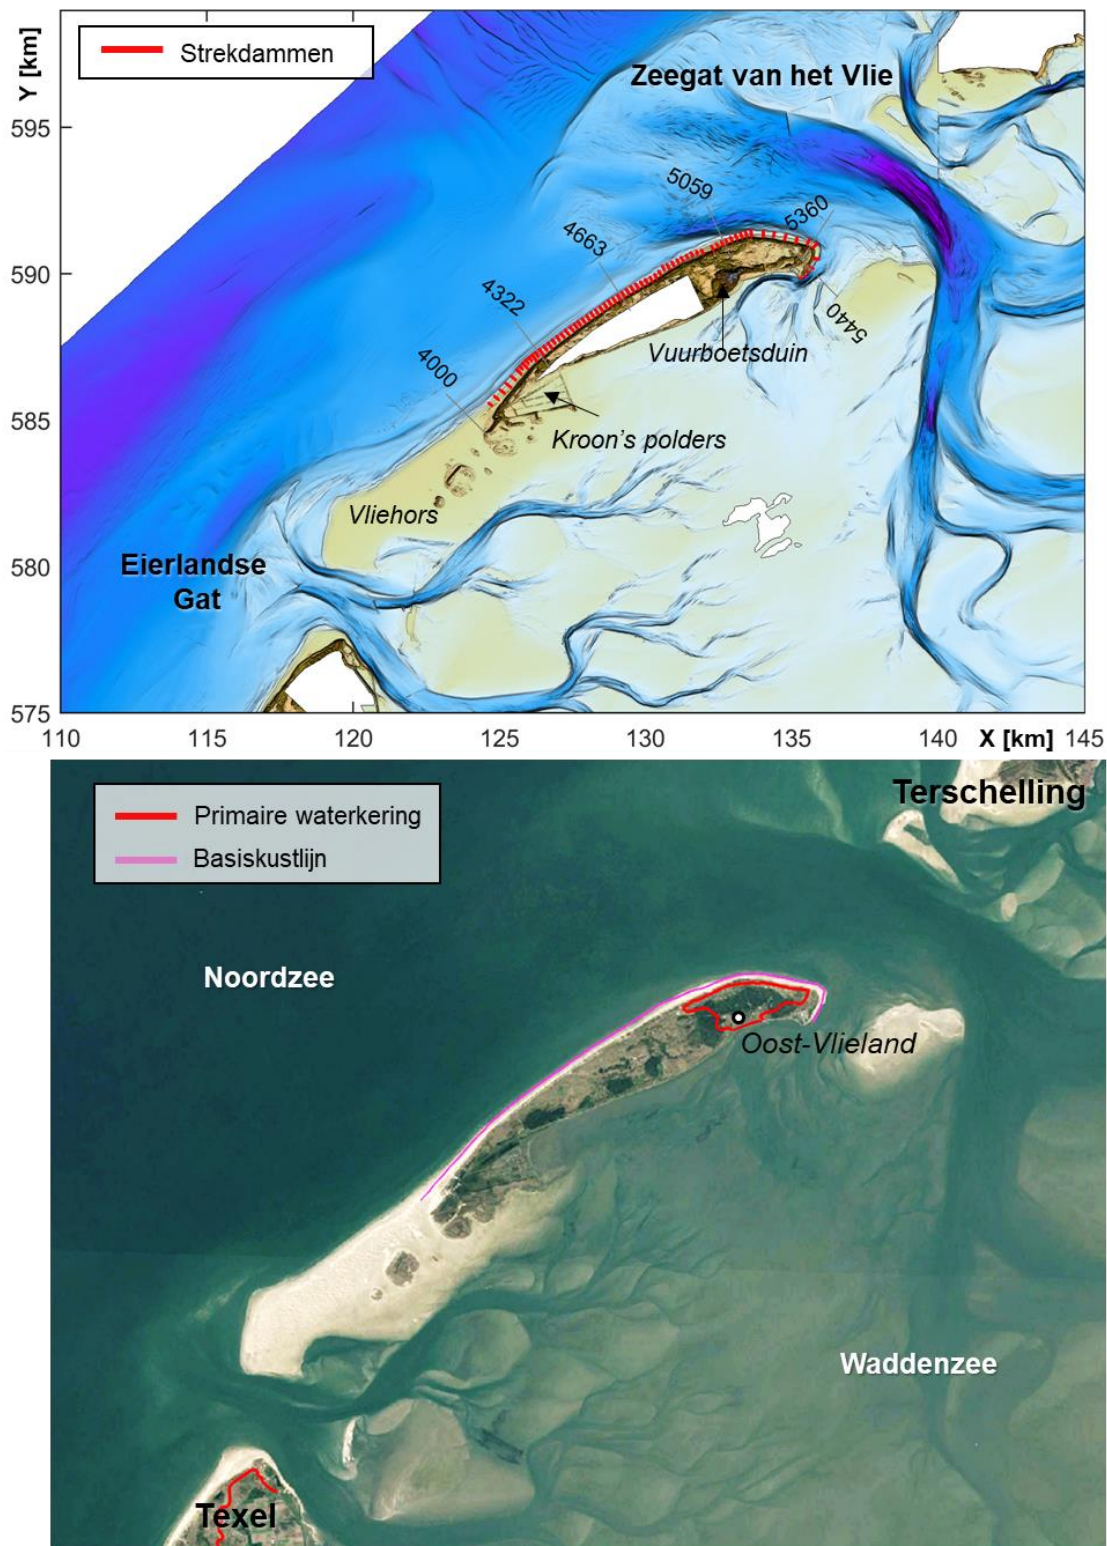 Y [km]
Strekdammen
Zeegat van het Vlie
595
5059
5360
4663
590
4322
5440
Vuurboetsduin
4000
585
Kroon's polders
Vliehors
580
Eierlandse
Gat
575
110
115
120
125
130
135
140
X [km]
145
Terschelling
Primaire waterkering
Basiskustlijn
Noordzee
Oost-Vlieland
Waddenzee
Texel